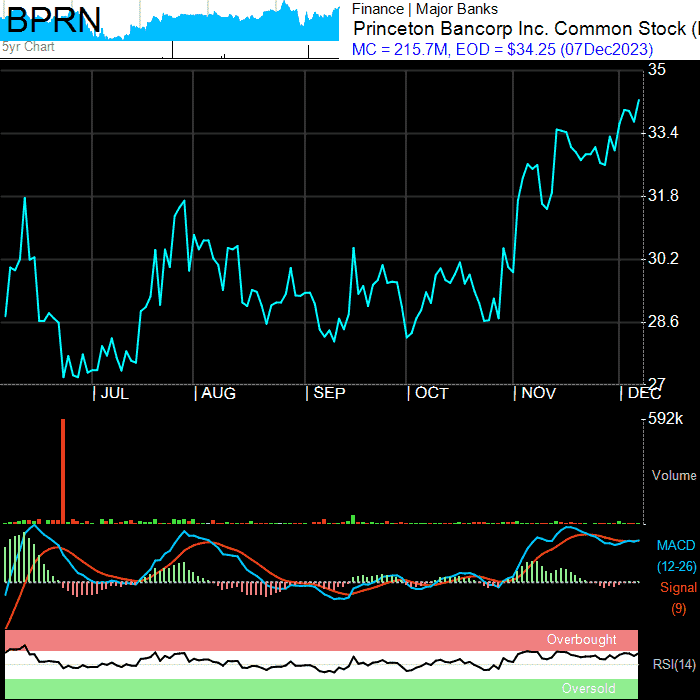 BPRN
5yr Chart
Finance | Major Banks
Princeton Bancorp Inc. Common Stock (
MC = 215.7M, EOD = $34.25 (07Dec2023)
35
33.4
31.8
30.2
28.6
27
| JUL | AUG | SEP | OCT | NOV | DEC
592k
Volume
MACD
(12-26)
Signal
(9)
Overbought
RSI(14)
Oversold